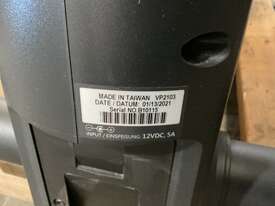 MADE IN TAIWAN VP2103
DATE / DATUM: 01/13/2021
Serial NO.B10115
INPUT / EINSPEISUNG 12VDC, 5A